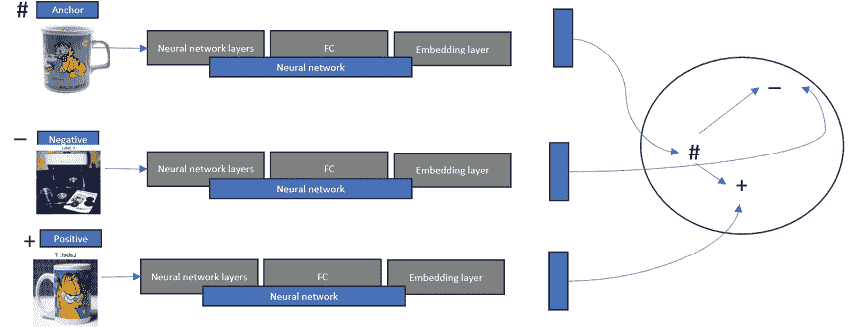 # Anchor
Neural network layers FC Embedding layer
Neural network
− Negative
Neural network layers FC Embedding layer
Neural network
+ Positive
Neural network layers FC Embedding layer
Neural network
−
#
+